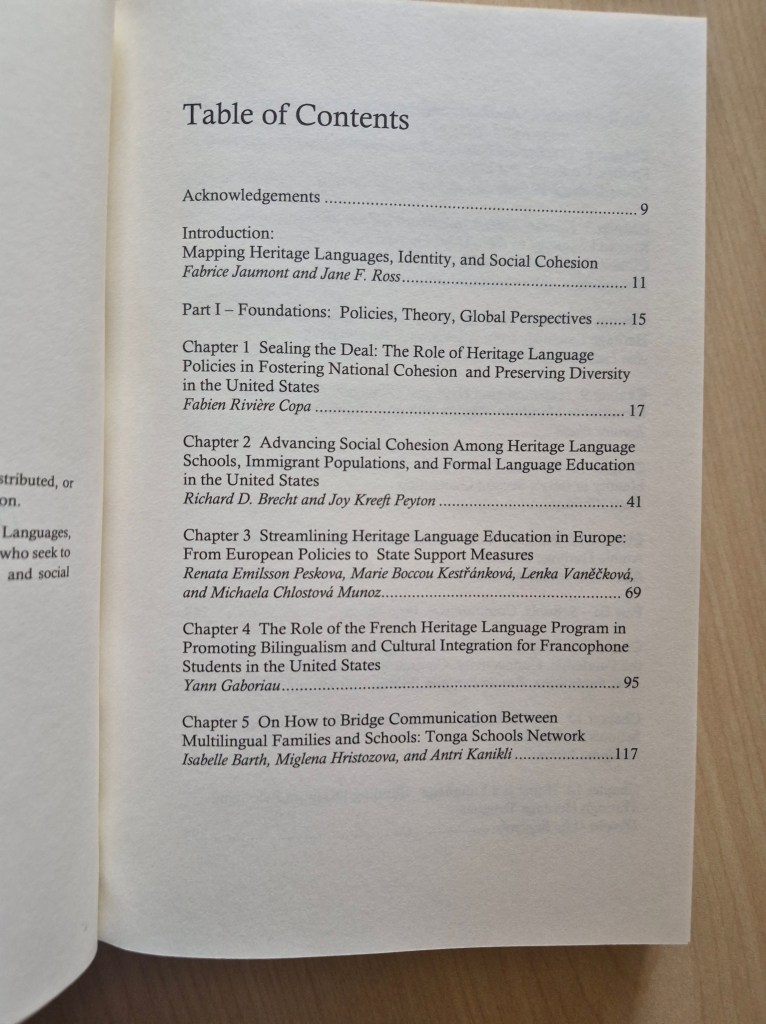 stributed, or
on.
Languages,
who seek to
and social
Table of Contents
Acknowledgements ........ 9
Introduction:
Mapping Heritage Languages, Identity, and Social Cohesion
Fabrice Jaumont and Jane F. Ross........ 11
Part I – Foundations: Policies, Theory, Global Perspectives ....... 15
Chapter 1 Sealing the Deal: The Role of Heritage Language
Policies in Fostering National Cohesion and Preserving Diversity
in the United States
Fabien Rivière Copa ........ 17
Chapter 2 Advancing Social Cohesion Among Heritage Language
Schools, Immigrant Populations, and Formal Language Education
in the United States
Richard D. Brecht and Joy Kreeft Peyton ........ 41
Chapter 3 Streamlining Heritage Language Education in Europe:
From European Policies to State Support Measures
Renata Emilsson Peskova, Marie Boccou Kestřánková, Lenka Vaněčková,
and Michaela Chlostová Munoz........ 69
Chapter 4 The Role of the French Heritage Language Program in
Promoting Bilingualism and Cultural Integration for Francophone
Students in the United States
Yann Gaboriau........ 95
Chapter 5 On How to Bridge Communication Between
Multilingual Families and Schools: Tonga Schools Network
Isabelle Barth, Miglena Hristozova, and Antri Kanikli ........117